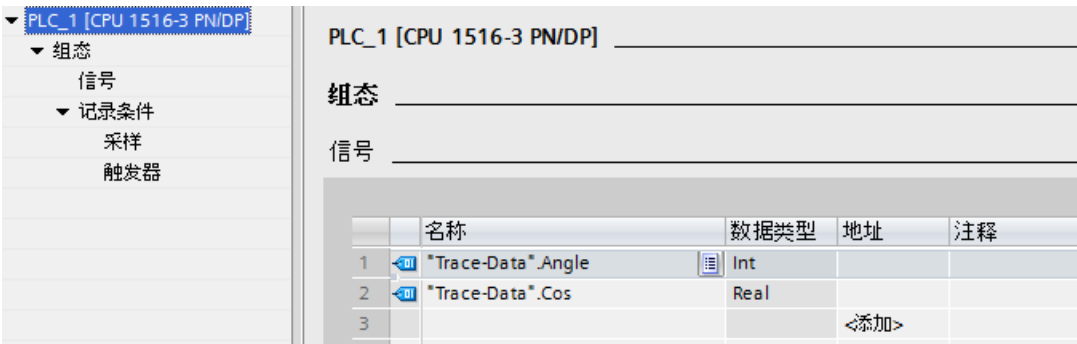 PLC_1 [CPU 1516-3 PN/DP]
组态
信号
记录条件
采样
触发器
PLC_1 [CPU 1516-3 PN/DP]
组态
信号
名称 数据类型 地址 注释
1 "Trace-Data".Angle Int
2 "Trace-Data".Cos Real
3 <添加>